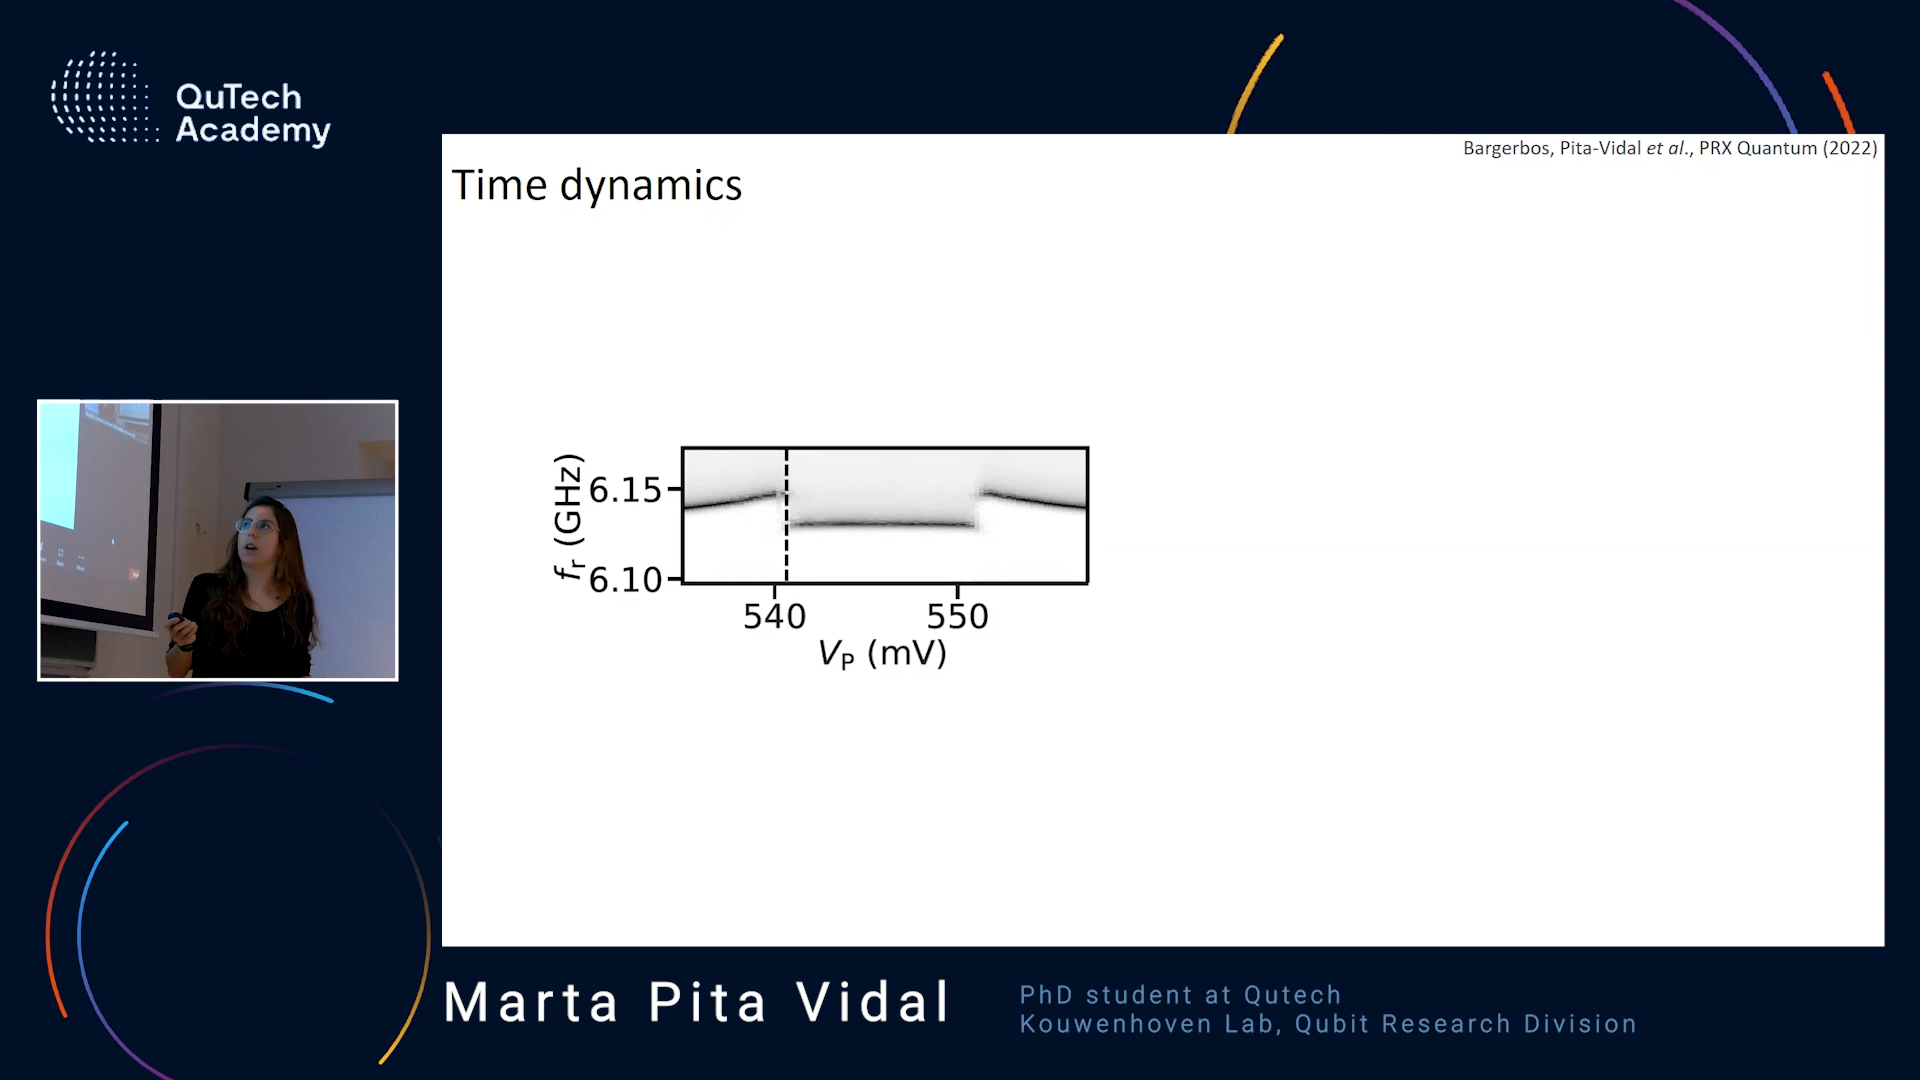 QuTech
Academy
Bargerbos, Pita-Vidal et al., PRX Quantum (2022)
Time dynamics
fr (GHz)
6.15
6.10
540 550
VP (mV)
Marta Pita Vidal
PhD student at Qutech
Kouwenhoven Lab, Qubit Research Division